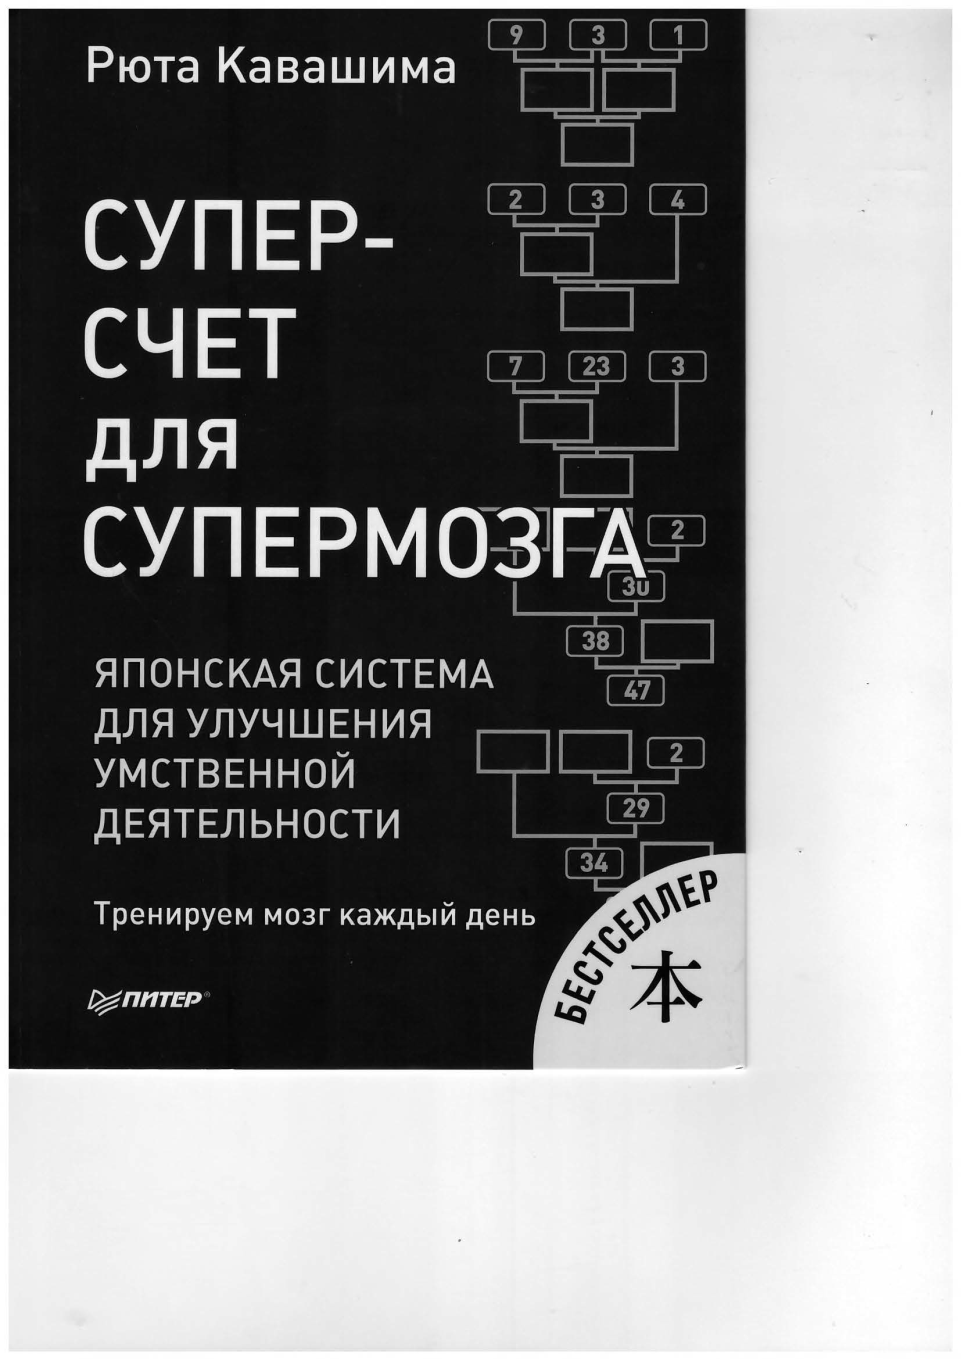 Рюта Кавашима
СУПЕР-
СЧЕТ
ДЛЯ
СУПЕРМОЗГА
ЯПОНСКАЯ СИСТЕМА
ДЛЯ УЛУЧШЕНИЯ
УМСТВЕННОЙ
ДЕЯТЕЛЬНОСТИ
Тренируем мозг каждый день
ПИТЕР®
9 3 1
2 3 4
7 23 3
2
30
38
47
2
29
34
БЕСТСЕЛЛЕР
本